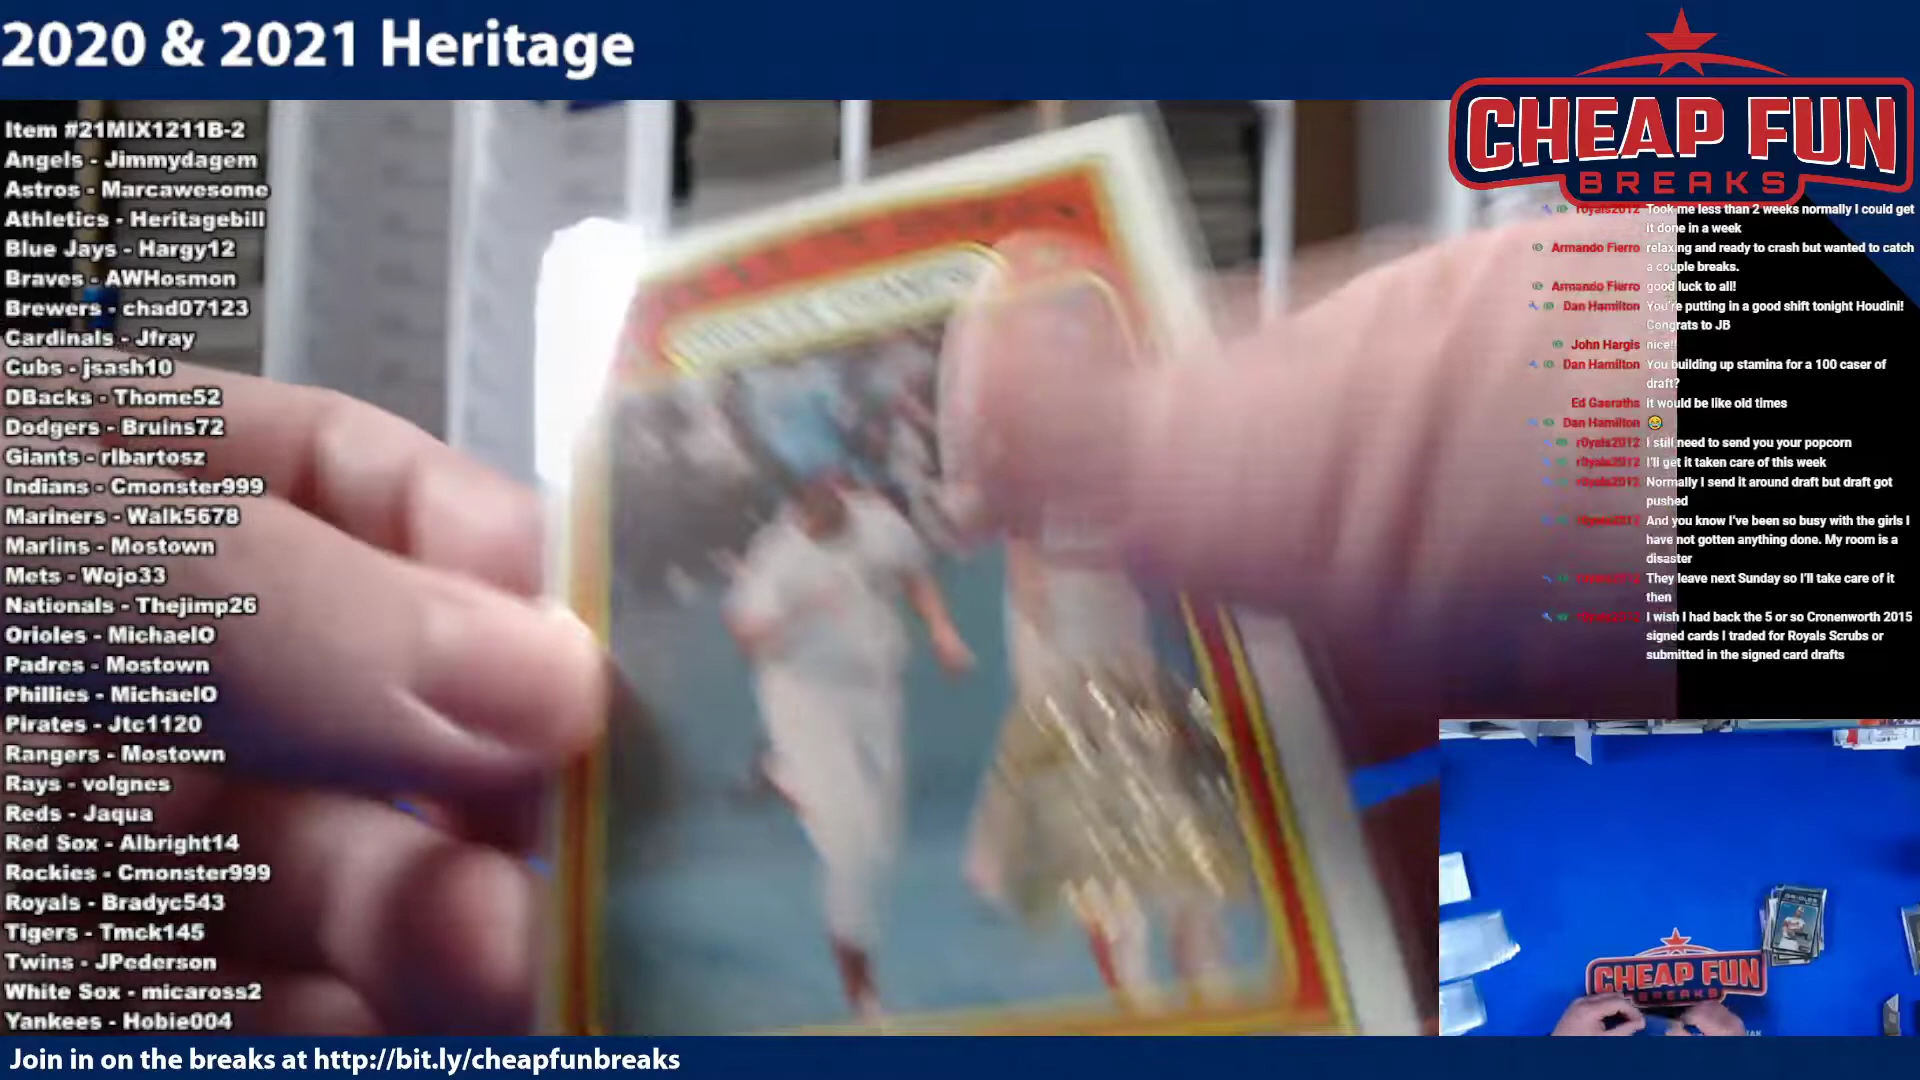 2020 & 2021 Heritage
CHEAP FUN
BREAKS
Item #21MIX1211B-2
Angels - Jimmydagem
Astros - Marcawesome
Athletics - Heritagebill
Blue Jays - Hargy12
Braves - AWHosmon
Brewers - chad07123
Cardinals - Jfray
Cubs - jsash10
DBacks - Thome52
Dodgers - Bruins72
Giants - rlbartosz
Indians - Cmonster999
Mariners - Walk5678
Marlins - Mostown
Mets - Wojo33
Nationals - Thejimp26
Orioles - MichaelO
Padres - Mostown
Phillies - MichaelO
Pirates - Jtc1120
Rangers - Mostown
Rays - volgnes
Reds - Jaqua
Red Sox - Albright14
Rockies - Cmonster999
Royals - Bradyc543
Tigers - Tmck145
Twins - JPederson
White Sox - micaross2
Yankees - Hobie004
r0yals2012 Took me less than 2 weeks normally I could get
it done in a week
Armando Fierro relaxing and ready to crash but wanted to catch
a couple breaks.
Armando Fierro good luck to all!
Dan Hamilton You're putting in a good shift tonight Houdini!
Congrats to JB
John Hargis nice!!
Dan Hamilton You building up stamina for a 100 caser of
draft?
Ed Gaeraths it would be like old times
Dan Hamilton 😂
r0yals2012 I still need to send you your popcorn
r0yals2012 I'll get it taken care of this week
r0yals2012 Normally I send it around draft but draft got
pushed
r0yals2012 And you know I've been so busy with the girls I
have not gotten anything done. My room is a
disaster
r0yals2012 They leave next Sunday so I'll take care of it
then
r0yals2012 I wish I had back the 5 or so Cronenworth 2015
signed cards I traded for Royals Scrubs or
submitted in the signed card drafts
CHEAP FUN
BREAKS
Join in on the breaks at http://bit.ly/cheapfunbreaks